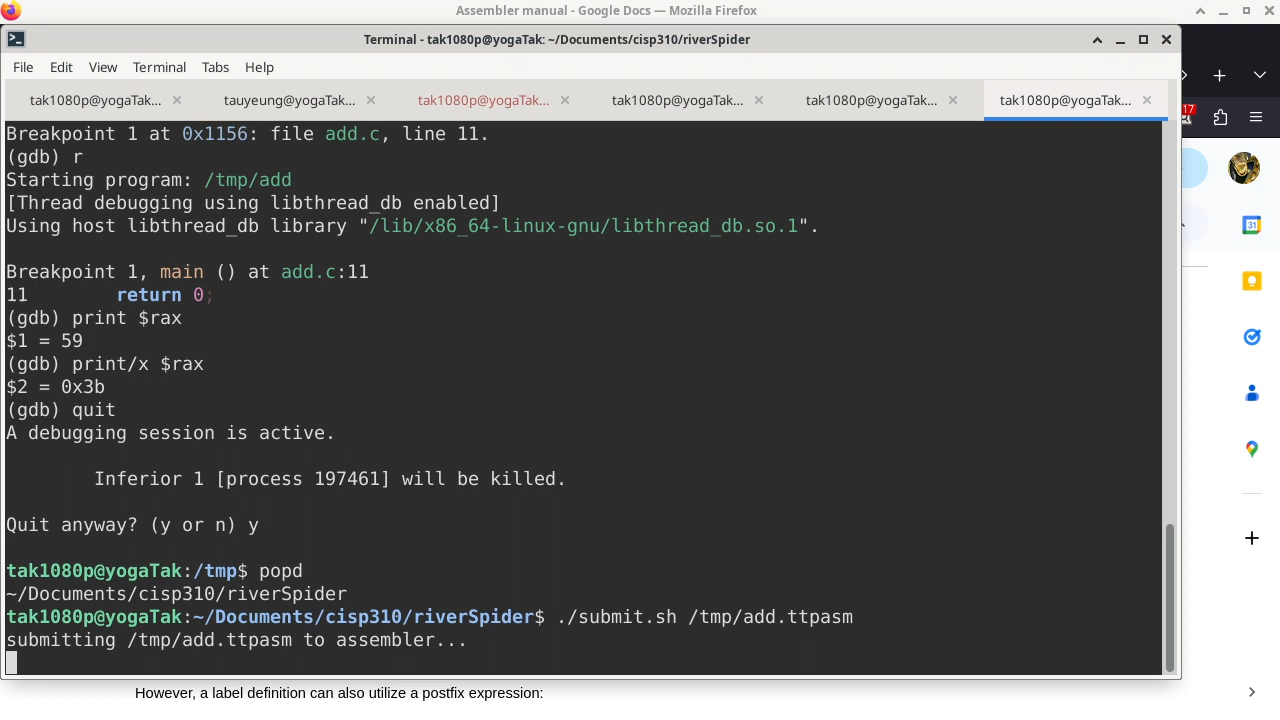 Assembler manual - Google Docs — Mozilla Firefox
Terminal - tak1080p@yogaTak: ~/Documents/cisp310/riverSpider
File Edit View Terminal Tabs Help
tak1080p@yogaTak... tauyeung@yogaTak... tak1080p@yogaTak... tak1080p@yogaTak... tak1080p@yogaTak... tak1080p@yogaTak...
17
31
Breakpoint 1 at 0x1156: file add.c, line 11.
(gdb) r
Starting program: /tmp/add
[Thread debugging using libthread_db enabled]
Using host libthread_db library "/lib/x86_64-linux-gnu/libthread_db.so.1".
Breakpoint 1, main () at add.c:11
11 return 0;
(gdb) print $rax
$1 = 59
(gdb) print/x $rax
$2 = 0x3b
(gdb) quit
A debugging session is active.
Inferior 1 [process 197461] will be killed.
Quit anyway? (y or n) y
tak1080p@yogaTak:/tmp$ popd
~/Documents/cisp310/riverSpider
tak1080p@yogaTak:~/Documents/cisp310/riverSpider$ ./submit.sh /tmp/add.ttpasm
submitting /tmp/add.ttpasm to assembler...
However, a label definition can also utilize a postfix expression: